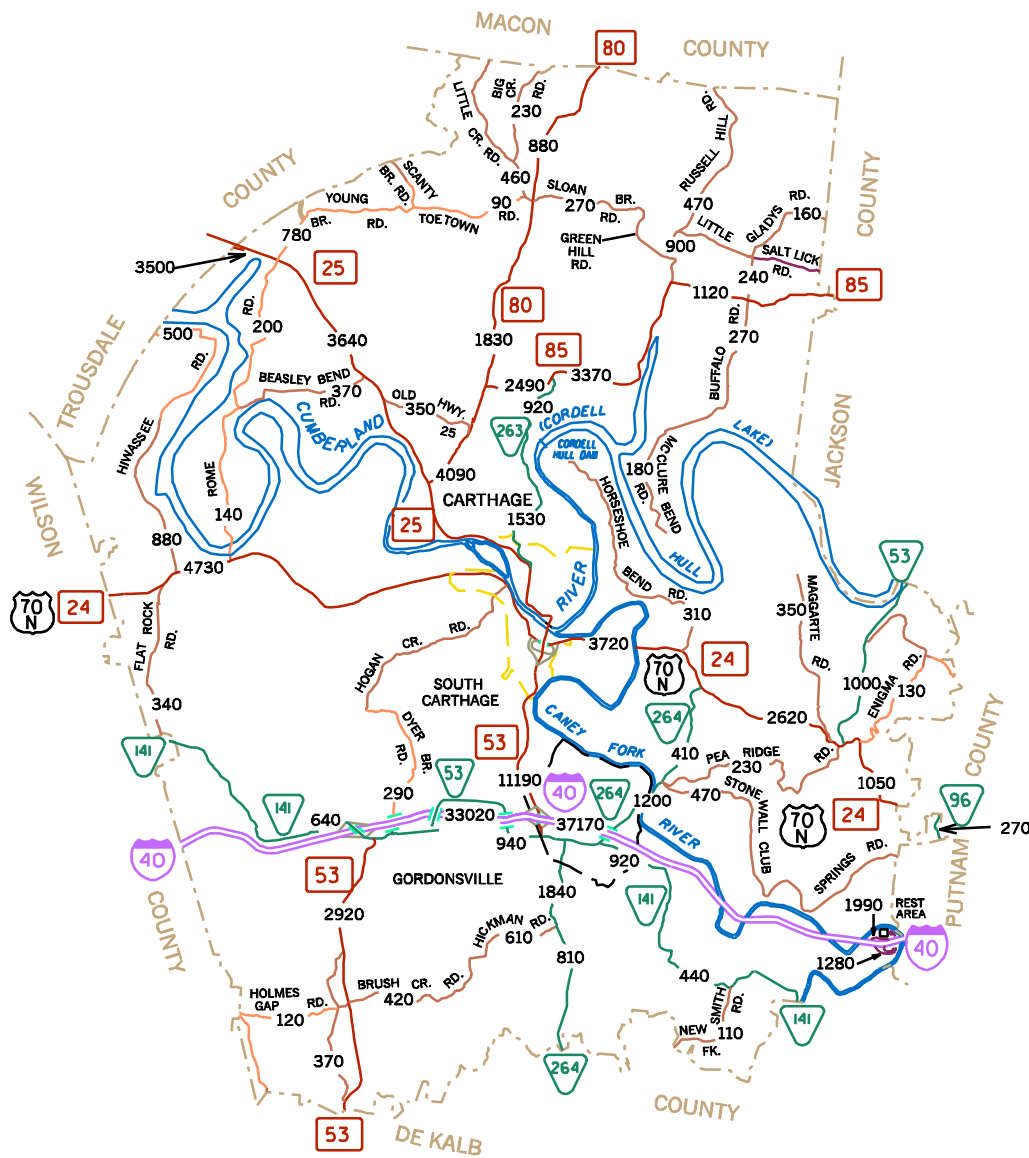 MACON COUNTY
80
LITTLE CR. RD.
BIG CR. RD.
230
880
RUSSELL HILL RD.
COUNTY
SCANTY BR. RD.
460
SLOAN BR. RD.
270
470
YOUNG BR. RD.
TOETOWN RD.
90
GLADYS RD.
160
COUNTY
780
GREEN HILL RD.
900
LITTLE SALT LICK RD.
3500
25
240
1120
85
80
RD.
200
500
3640
1830
85
270
TROUSDALE
RD.
BEASLEY BEND RD.
370
2490
3370
BUFFALO RD.
920
OLD HWY. 25
350
CUMBERLAND
263
(CORDELL
CORDELL HULL DAM
LAKE)
JACKSON
HIWASSEE
WILSON
ROME
4090
180
MC CLURE BEND RD.
CARTHAGE
HORSESHOE
140
25
1530
880
4730
HULL
53
70 N
24
RIVER
BEND RD.
310
FLAT ROCK RD.
HOGAN CR. RD.
3720
350
MAGGARTE RD.
70 N
24
SOUTH CARTHAGE
1000
ENIGMA RD.
130
340
264
2620
CANEY FORK
COUNTY
141
DYER BR. RD.
53
410
PEA RIDGE RD.
230
53
11190
1050
290
40
264
1200
470
STONE WALL CLUB
70 N
24
96
141
640
33020
37170
270
40
940
920
RIVER
SPRINGS RD.
53
GORDONSVILLE
1840
141
PUTNAM
2920
HICKMAN RD.
610
1990
REST AREA
COUNTY
810
1280
40
BRUSH CR. RD.
420
440
HOLMES GAP RD.
120
NEW SMITH FK. RD.
110
141
370
264
COUNTY
53
DE KALB